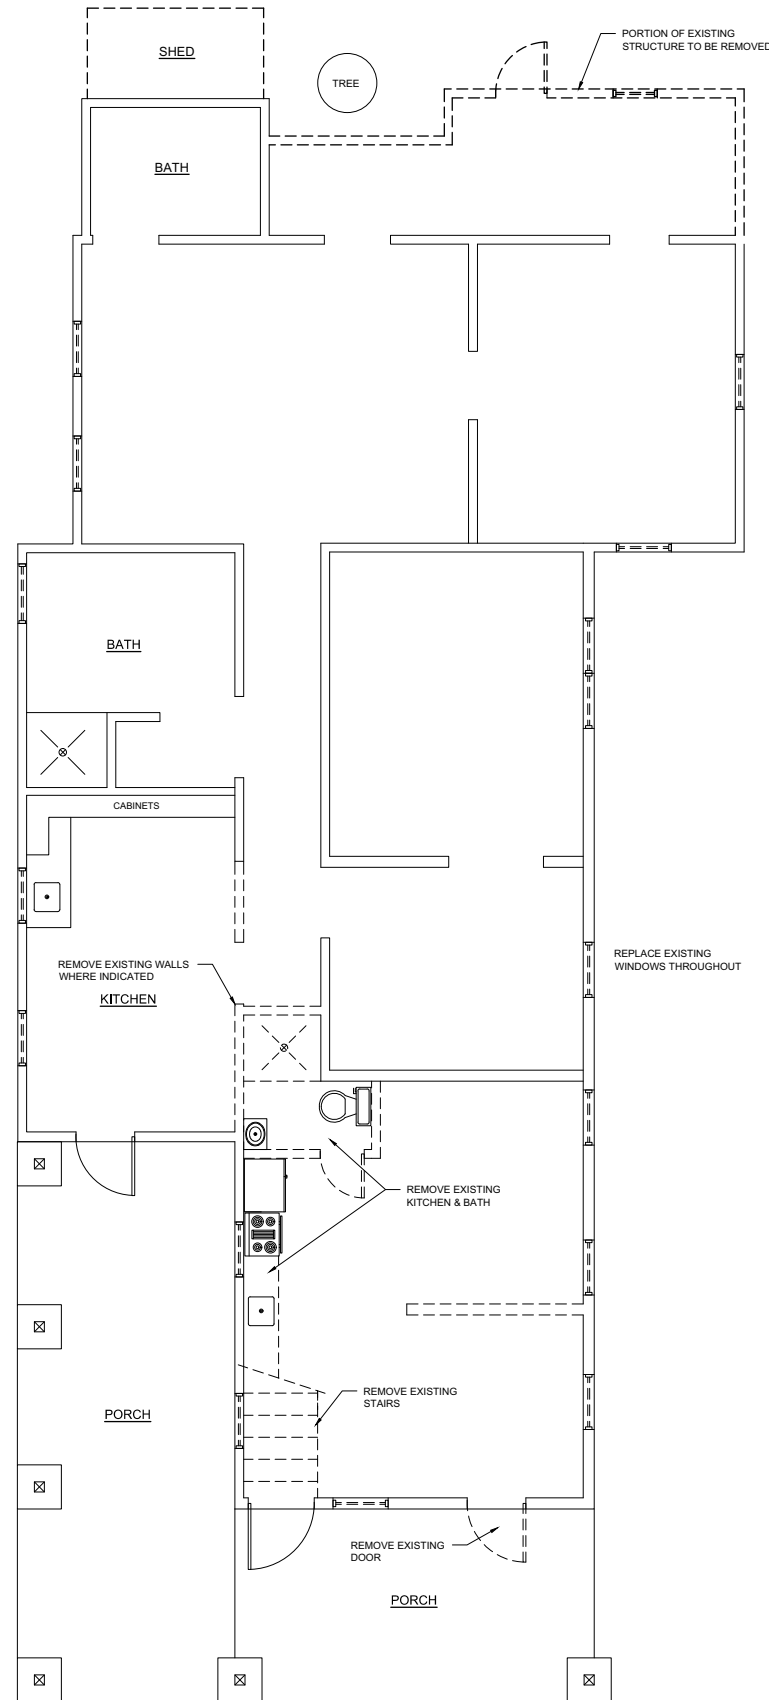 PORTION OF EXISTING
STRUCTURE TO BE REMOVED
SHED
TREE
BATH
BATH
CABINETS
REPLACE EXISTING
WINDOWS THROUGHOUT
REMOVE EXISTING WALLS
WHERE INDICATED
KITCHEN
REMOVE EXISTING
KITCHEN & BATH
REMOVE EXISTING
STAIRS
PORCH
REMOVE EXISTING
DOOR
PORCH